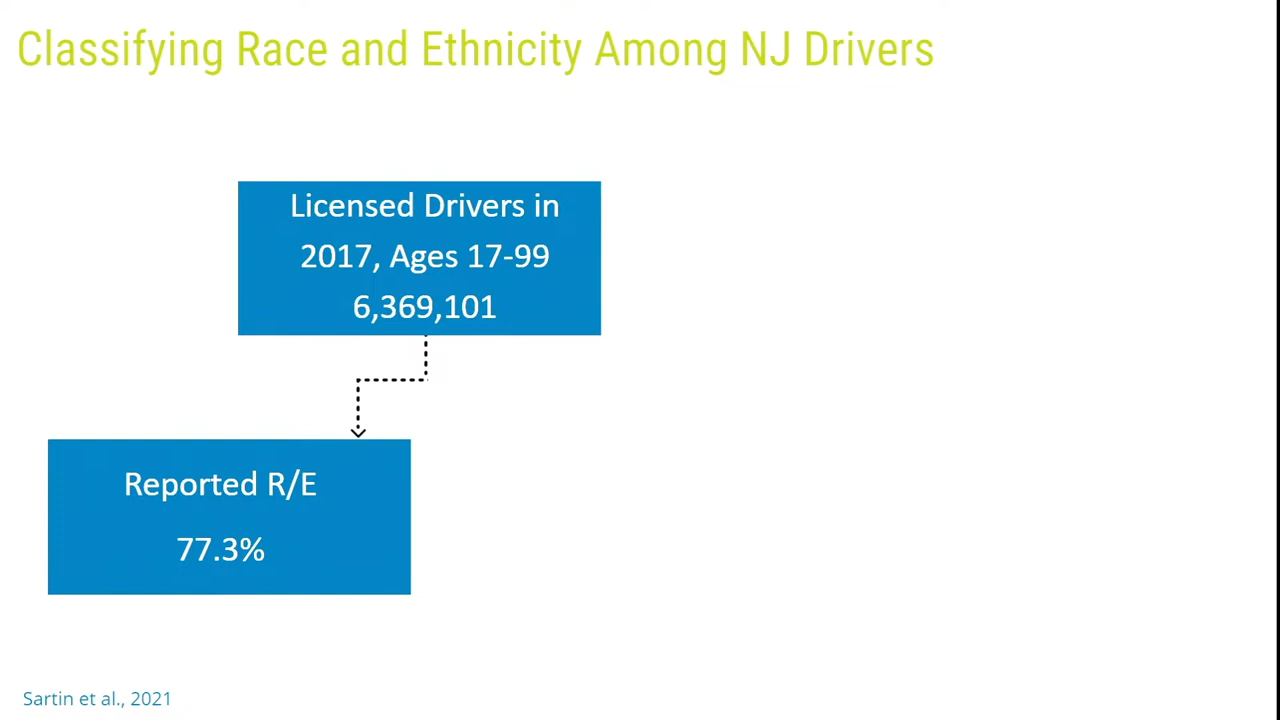 Classifying Race and Ethnicity Among NJ Drivers
Licensed Drivers in
2017, Ages 17-99
6,369,101
Reported R/E
77.3%
Sartin et al., 2021